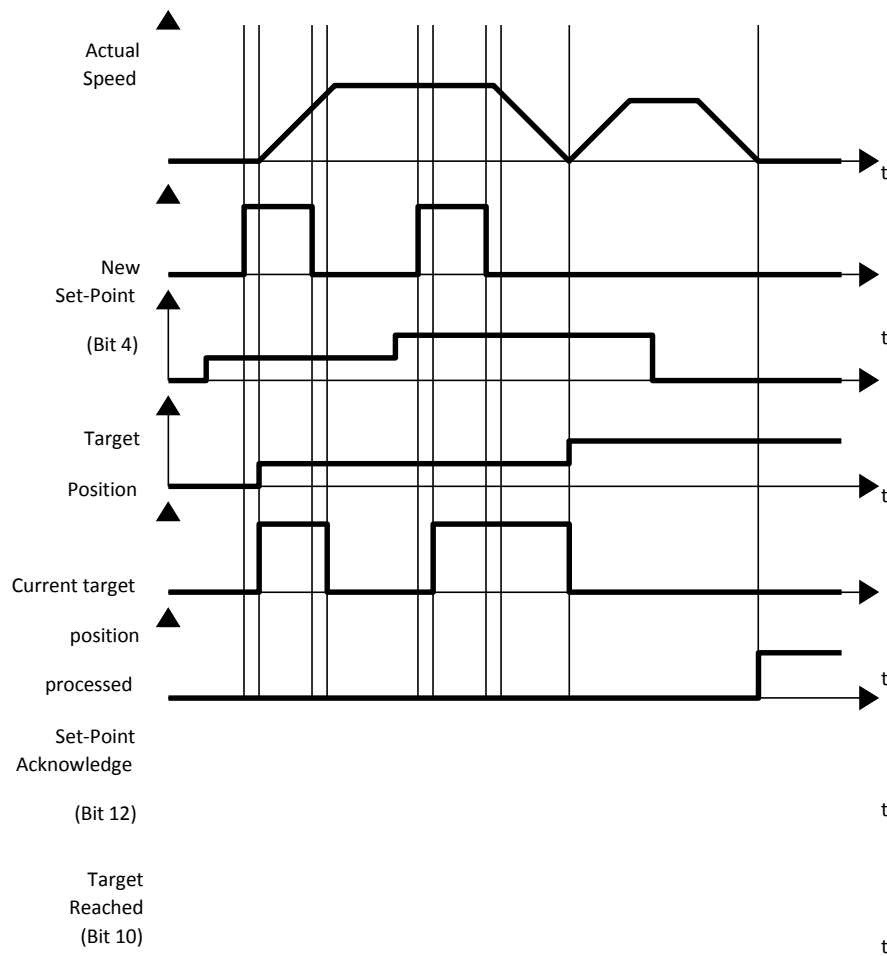 Actual
Speed
t
New
Set-Point
(Bit 4)
t
Target
Position
t
Current target
position
processed
t
Set-Point
Acknowledge
(Bit 12)
t
Target
Reached
(Bit 10)
t